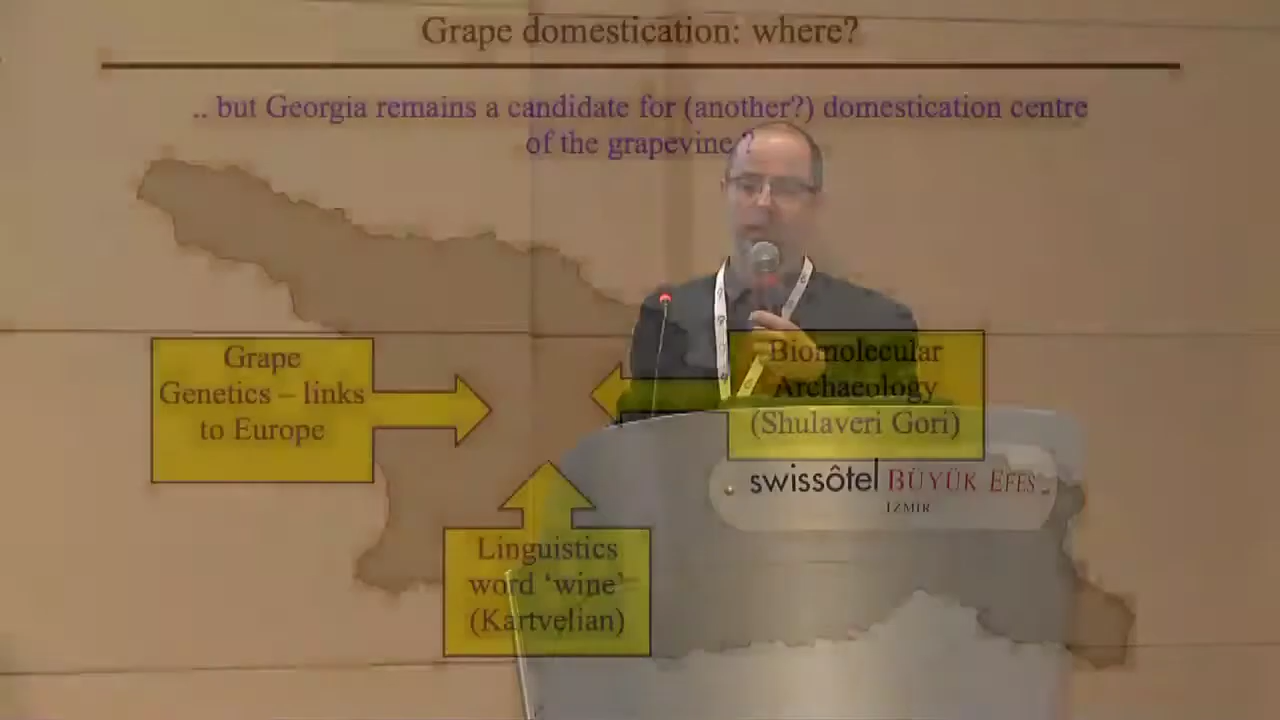 Grape domestication: where?
.. but Georgia remains a candidate for (another?) domestication centre
of the grapevine ?
Grape
Genetics – links
to Europe
Biomolecular
Archaeology
(Shulaveri Gori)
Linguistics
word ‘wine’
(Kartvelian)
swissôtel BÜYÜK EFES
IZMIR